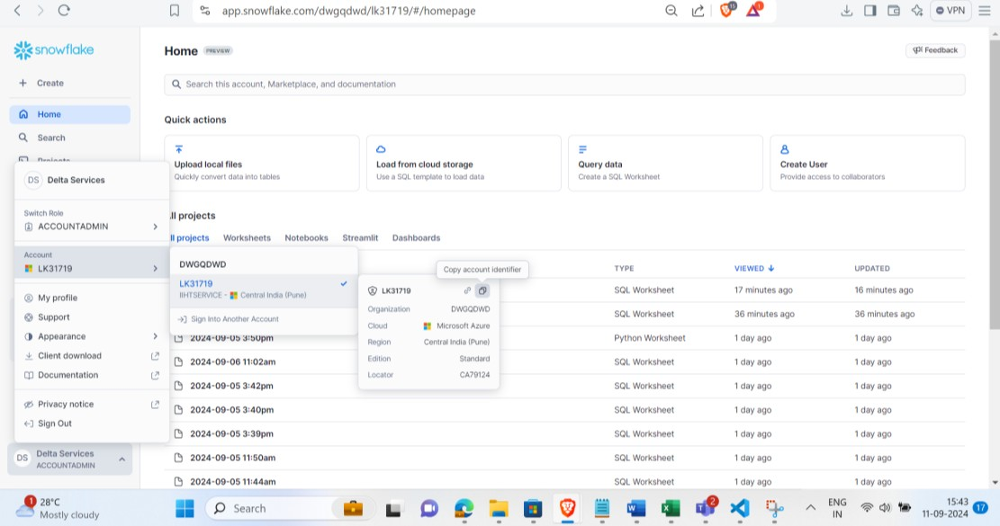 app.snowflake.com/dwgqdwd/lk31719/#/homepage
15
1
VPN
snowflake
Home PREVIEW
Feedback
Create
Search this account, Marketplace, and documentation
Home
Quick actions
Search
Projects
Upload local files
Quickly convert data into tables
Load from cloud storage
Use a SQL template to load data
Query data
Create a SQL Worksheet
Create User
Provide access to collaborators
DS Delta Services
Switch Role
ACCOUNTADMIN
Account
LK31719
My profile
Support
Appearance
Client download
Documentation
Privacy notice
Sign Out
DS Delta Services
ACCOUNTADMIN
ll projects
ll projects Worksheets Notebooks Streamlit Dashboards
DWGQDWD
LK31719
IIHTSERVICE - Central India (Pune)
Sign Into Another Account
Copy account identifier
LK31719
Organization DWGQDWD
Cloud Microsoft Azure
Region Central India (Pune)
Edition Standard
Locator CA79124
TYPE VIEWED UPDATED
SQL Worksheet 17 minutes ago 16 minutes ago
SQL Worksheet 36 minutes ago 36 minutes ago
2024-09-05 3:50pm Python Worksheet 1 day ago 1 day ago
2024-09-06 11:02am SQL Worksheet 1 day ago 1 day ago
2024-09-05 3:42pm SQL Worksheet 1 day ago 1 day ago
2024-09-05 3:40pm SQL Worksheet 1 day ago 1 day ago
2024-09-05 3:39pm SQL Worksheet 1 day ago 1 day ago
2024-09-05 11:50am SQL Worksheet 1 day ago 1 day ago
2024-09-05 11:44am SQL Worksheet 1 day ago 1 day ago
1
28°C
Mostly cloudy
Search
2
ENG
IN
15:43
11-09-2024
17